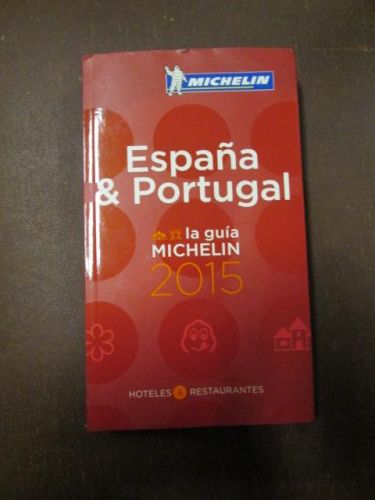 MICHELIN
España
& Portugal
la guía
MICHELIN
2015
HOTELES & RESTAURANTES